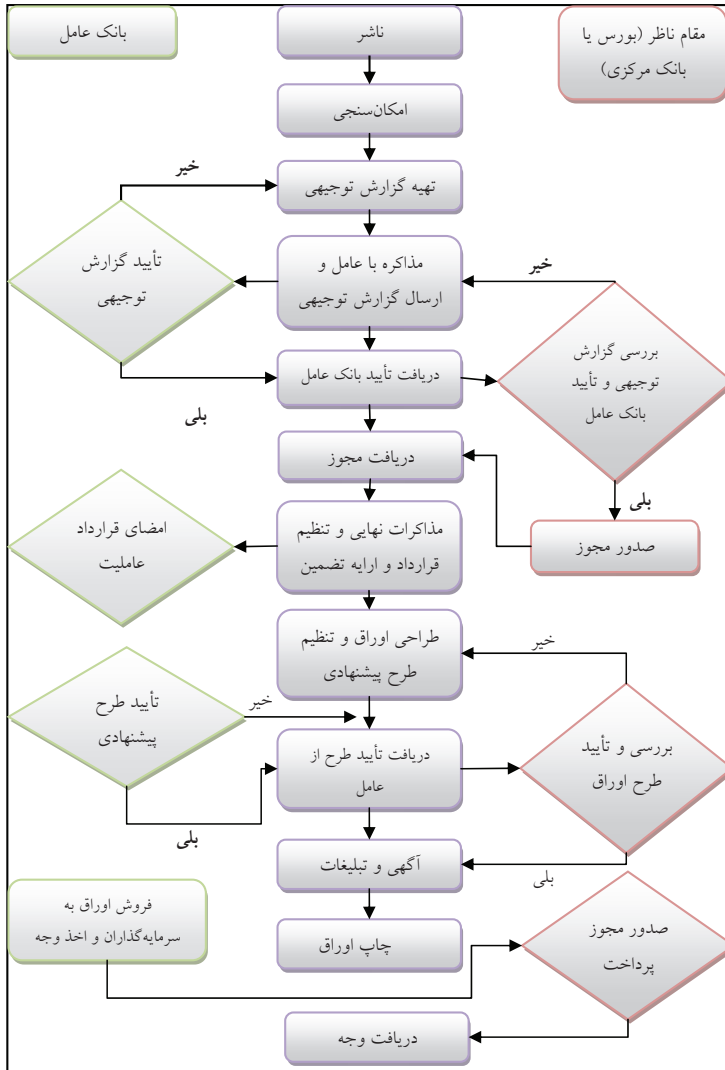 مقام ناظر (بورس یا
بانک مرکزی)
ناشر
بانک عامل
امکان‌سنجی
خیر
تهیه گزارش توجیهی
تأیید گزارش
توجیهی
مذاکره با عامل و
ارسال گزارش توجیهی
خیر
بررسی گزارش
توجیهی و تأیید
بانک عامل
دریافت تأیید بانک عامل
بلی
دریافت مجوز
بلی
صدور مجوز
مذاکرات نهایی و تنظیم
قرارداد و ارایه تضمین
امضای قرارداد
عاملیت
طراحی اوراق و تنظیم
طرح پیشنهادی
خیر
تأیید طرح
پیشنهادی
خیر
بررسی و تأیید
طرح اوراق
دریافت تأیید طرح از
عامل
بلی
آگهی و تبلیغات
بلی
فروش اوراق به
سرمایه‌گذاران و اخذ وجه
چاپ اوراق
صدور مجوز
پرداخت
دریافت وجه